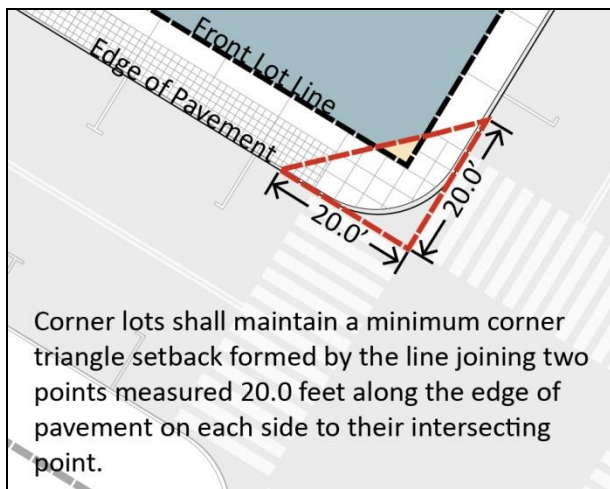 Front Lot Line
Edge of Pavement
20.0’
20.0’
Corner lots shall maintain a minimum corner
triangle setback formed by the line joining two
points measured 20.0 feet along the edge of
pavement on each side to their intersecting
point.